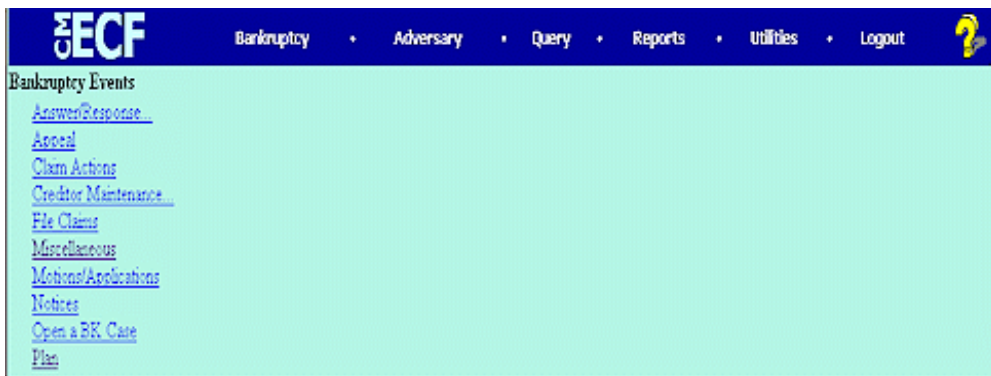 CM ECF Bankruptcy • Adversary • Query • Reports • Utilities • Logout ?
Bankruptcy Events
Answer/Response...
Appeal
Claim Actions
Creditor Maintenance...
File Claims
Miscellaneous
Motions/Applications
Notices
Open a BK Case
Plan